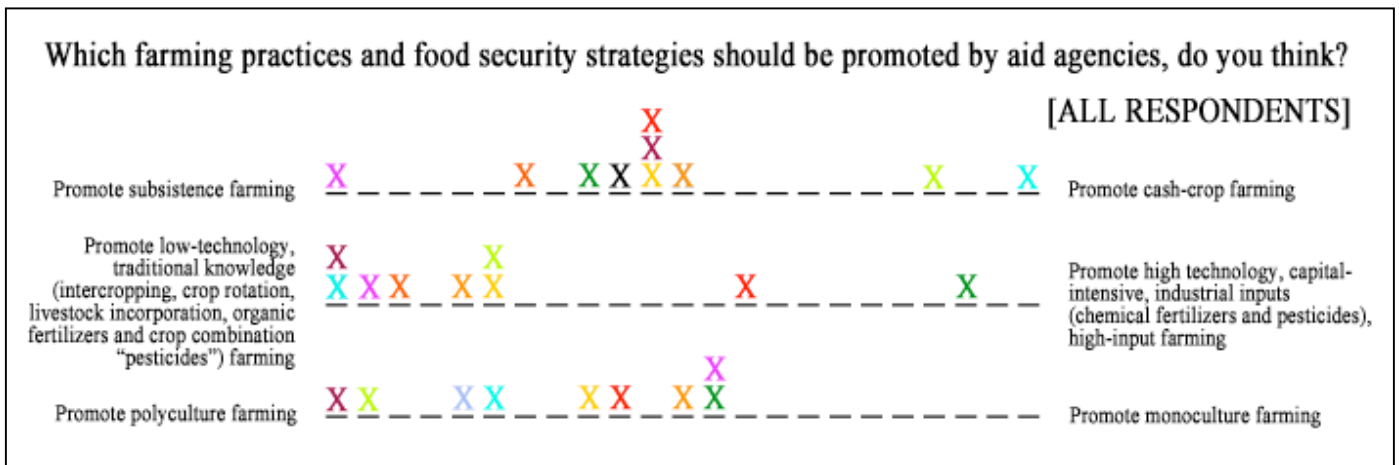 Which farming practices and food security strategies should be promoted by aid agencies, do you think?
[ALL RESPONDENTS]
X
X
X X X X X X X X
Promote subsistence farming
Promote cash-crop farming
X X
X X X X X X X
Promote low-technology,
traditional knowledge
(intercropping, crop rotation,
livestock incorporation, organic
fertilizers and crop combination
“pesticides”) farming
Promote high technology, capital-
intensive, industrial inputs
(chemical fertilizers and pesticides),
high-input farming
X
X X X X X X X X
Promote polyculture farming
Promote monoculture farming